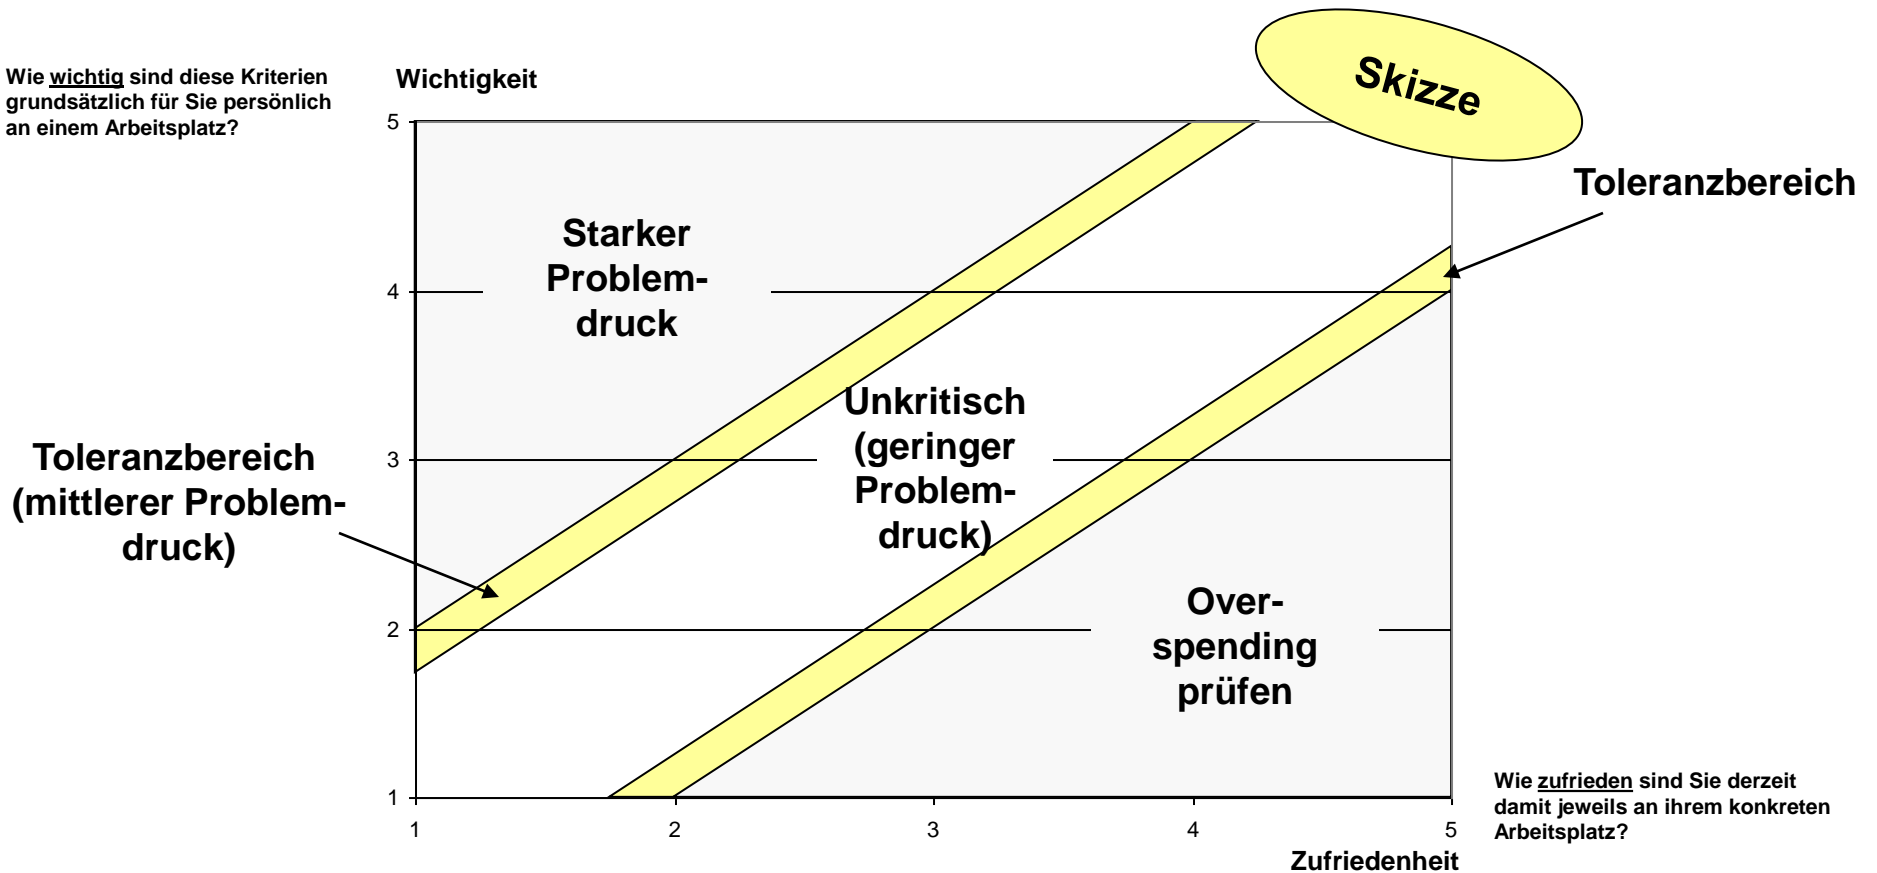 Skizze
Wie wichtig sind diese Kriterien
grundsätzlich für Sie persönlich
an einem Arbeitsplatz?
Wichtigkeit
5
Toleranzbereich
Starker
Problem-
druck
4
Unkritisch
(geringer
Problem-
druck)
3
Toleranzbereich
(mittlerer Problem-
druck)
Over-
spending
prüfen
2
1
1 2 3 4 5
Zufriedenheit
Wie zufrieden sind Sie derzeit
damit jeweils an ihrem konkreten
Arbeitsplatz?